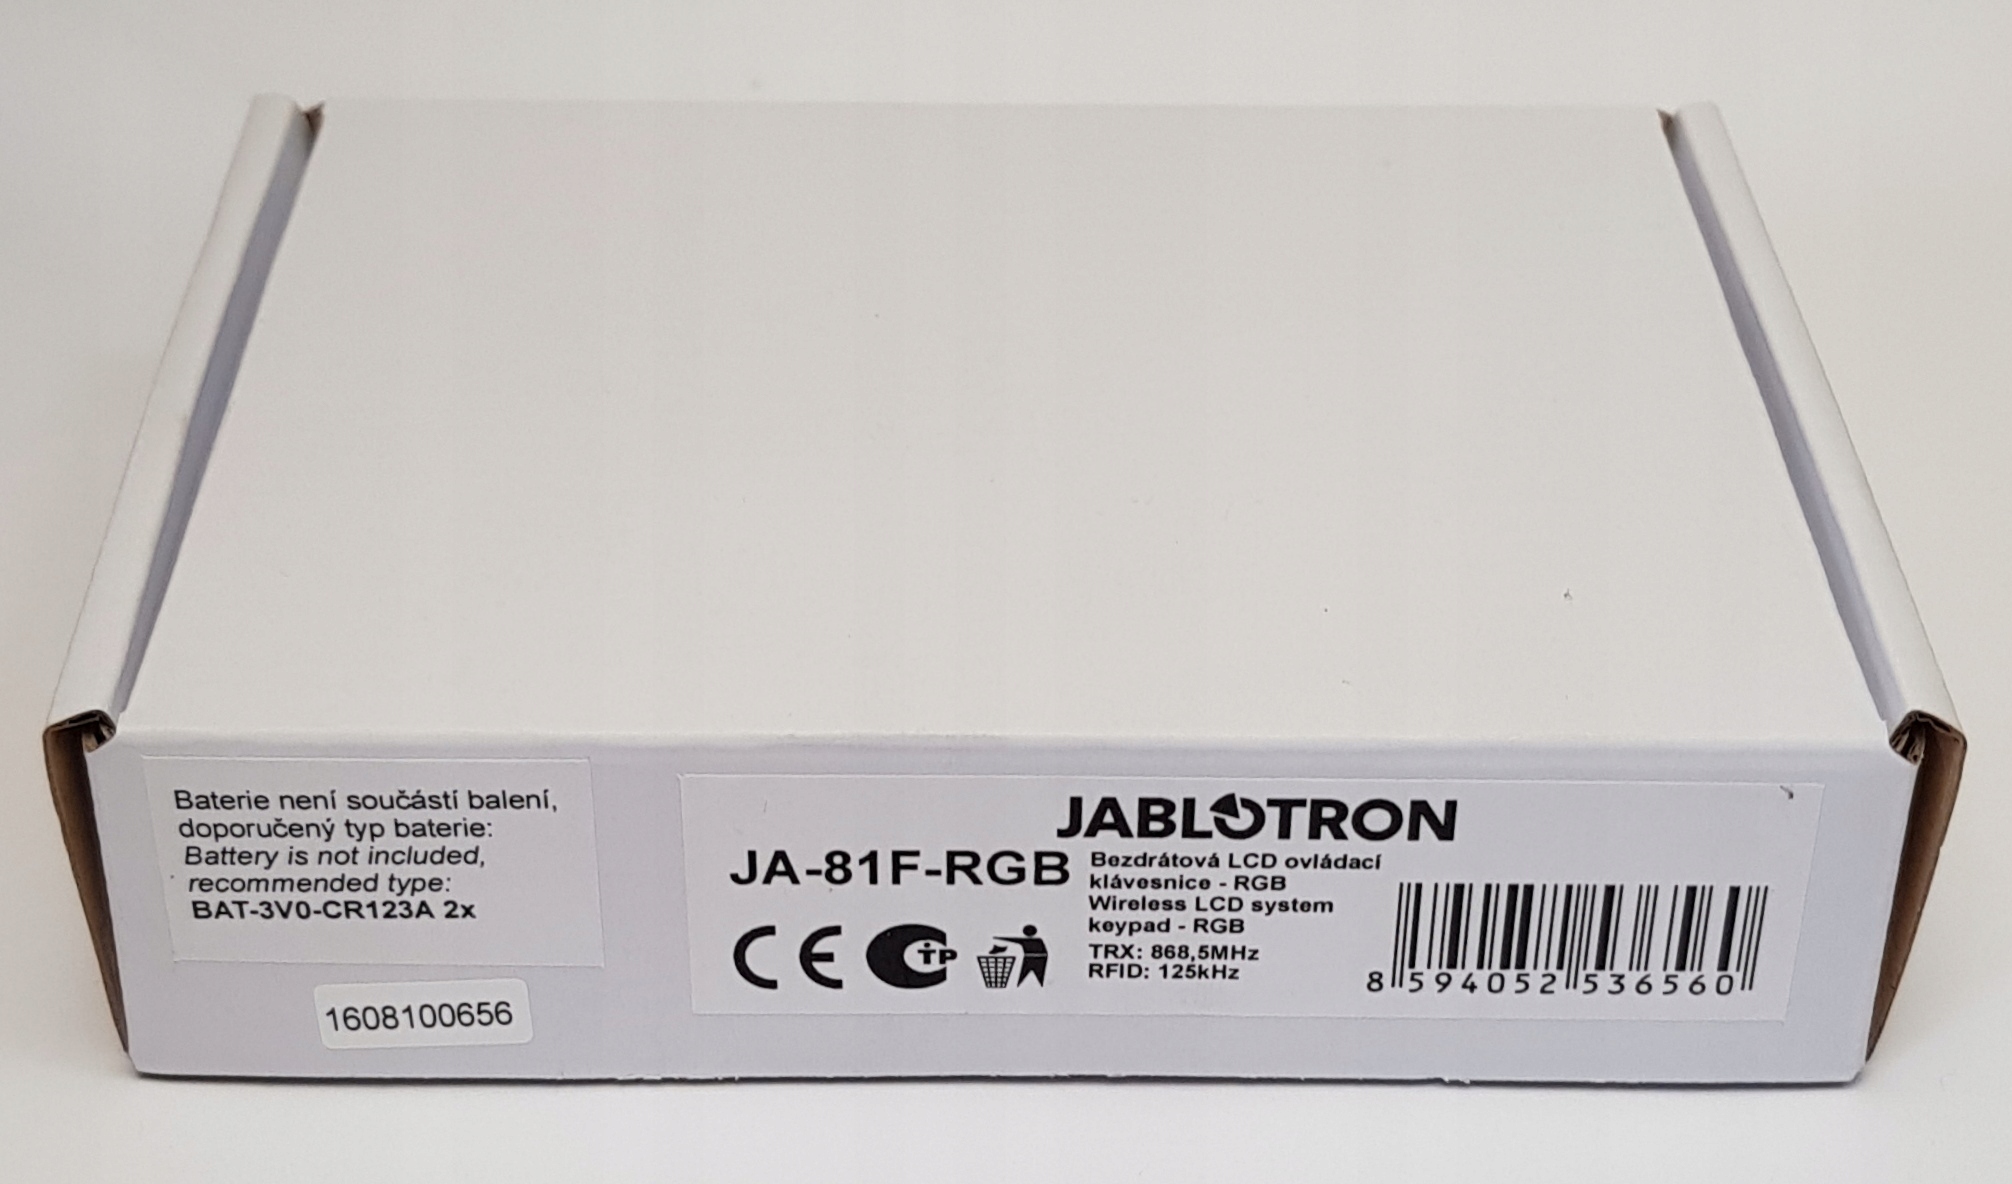 Baterie není součástí balení,
doporučený typ baterie:
Battery is not included,
recommended type:
BAT-3V0-CR123A 2x
1608100656
JABLOTRON
JA-81F-RGB
Bezdrátová LCD ovládací
klávesnice - RGB
Wireless LCD system
keypad - RGB
TRX: 868,5MHz
RFID: 125kHz
CE
TP
8 594052 536560